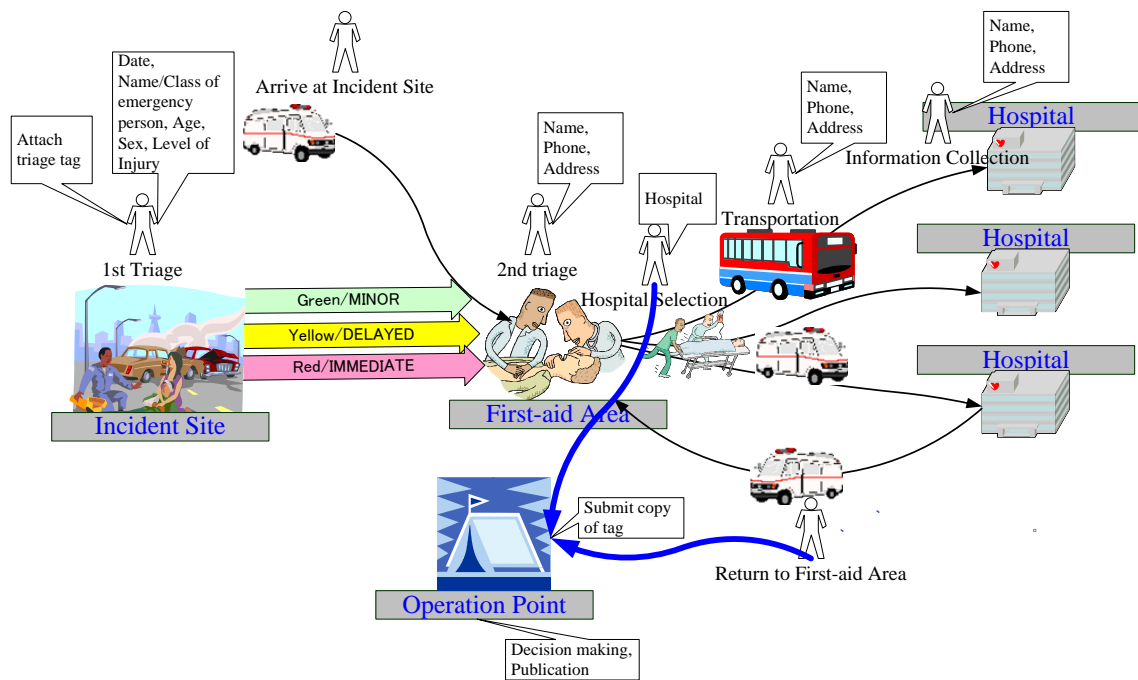 Date,
Name/Class of
emergency
person, Age,
Sex, Level of
Injury
Attach
triage tag
1st Triage
Arrive at Incident Site
Name,
Phone,
Address
2nd triage
Hospital
Hospital Selection
Name,
Phone,
Address
Transportation
Name,
Phone,
Address
Information Collection
Hospital
Hospital
Hospital
Green/MINOR
Yellow/DELAYED
Red/IMMEDIATE
Incident Site
First-aid Area
Submit copy
of tag
Return to First-aid Area
Operation Point
Decision making,
Publication